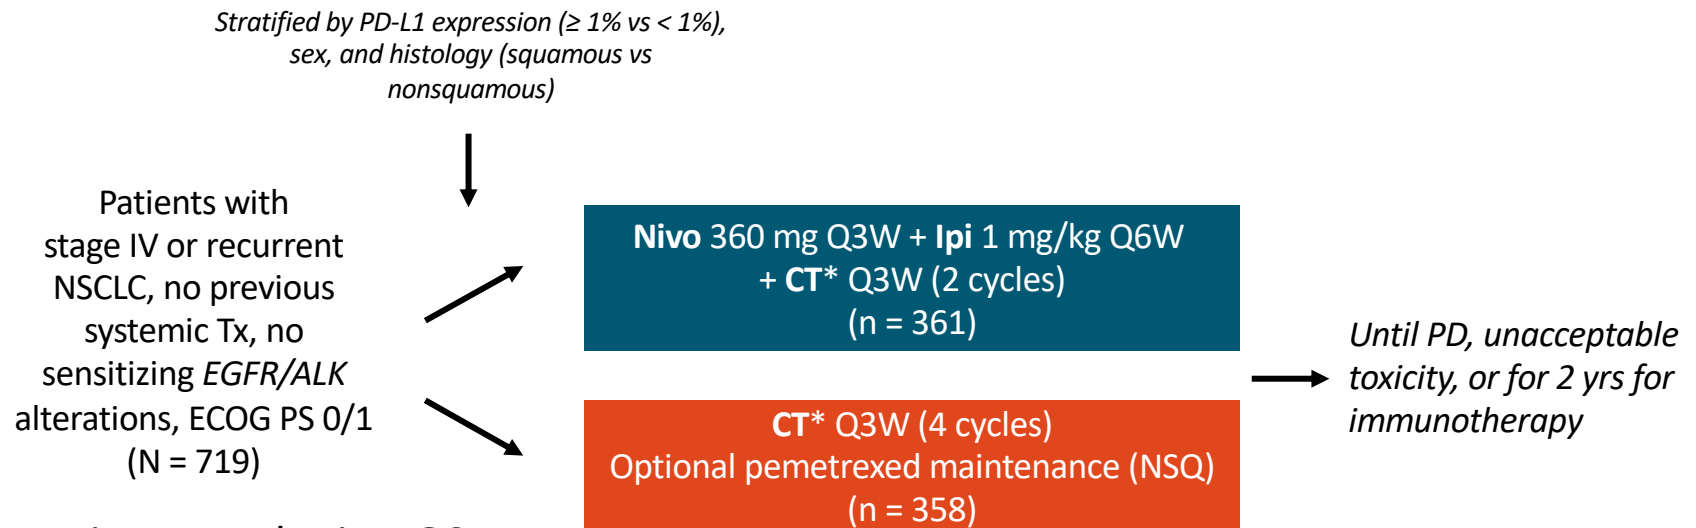 Stratified by PD-L1 expression (≥ 1% vs < 1%),
sex, and histology (squamous vs
nonsquamous)
Patients with
stage IV or recurrent
NSCLC, no previous
systemic Tx, no
sensitizing EGFR/ALK
alterations, ECOG PS 0/1
(N = 719)
Nivo 360 mg Q3W + Ipi 1 mg/kg Q6W
+ CT* Q3W (2 cycles)
(n = 361)
CT* Q3W (4 cycles)
Optional pemetrexed maintenance (NSQ)
(n = 358)
Until PD, unacceptable
toxicity, or for 2 yrs for
immunotherapy